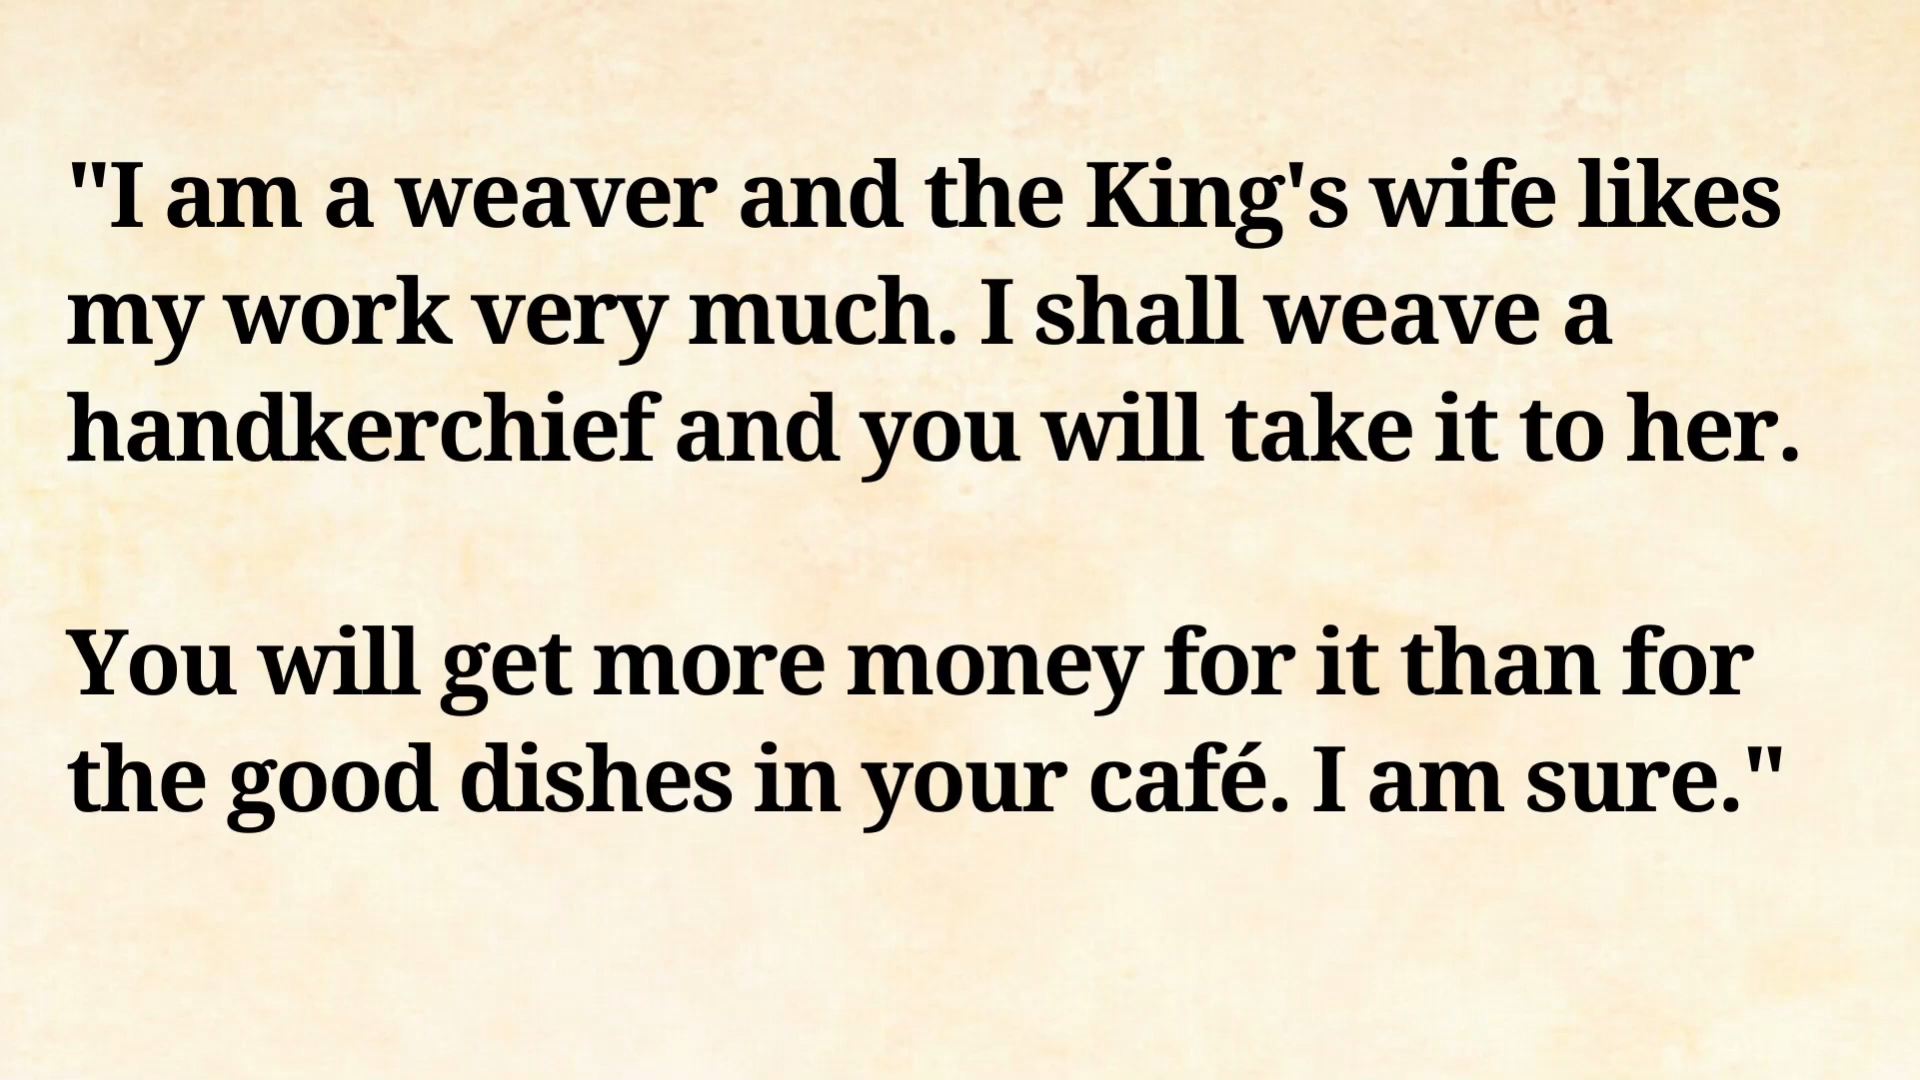 "I am a weaver and the King's wife likes
my work very much. I shall weave a
handkerchief and you will take it to her.
You will get more money for it than for
the good dishes in your café. I am sure."